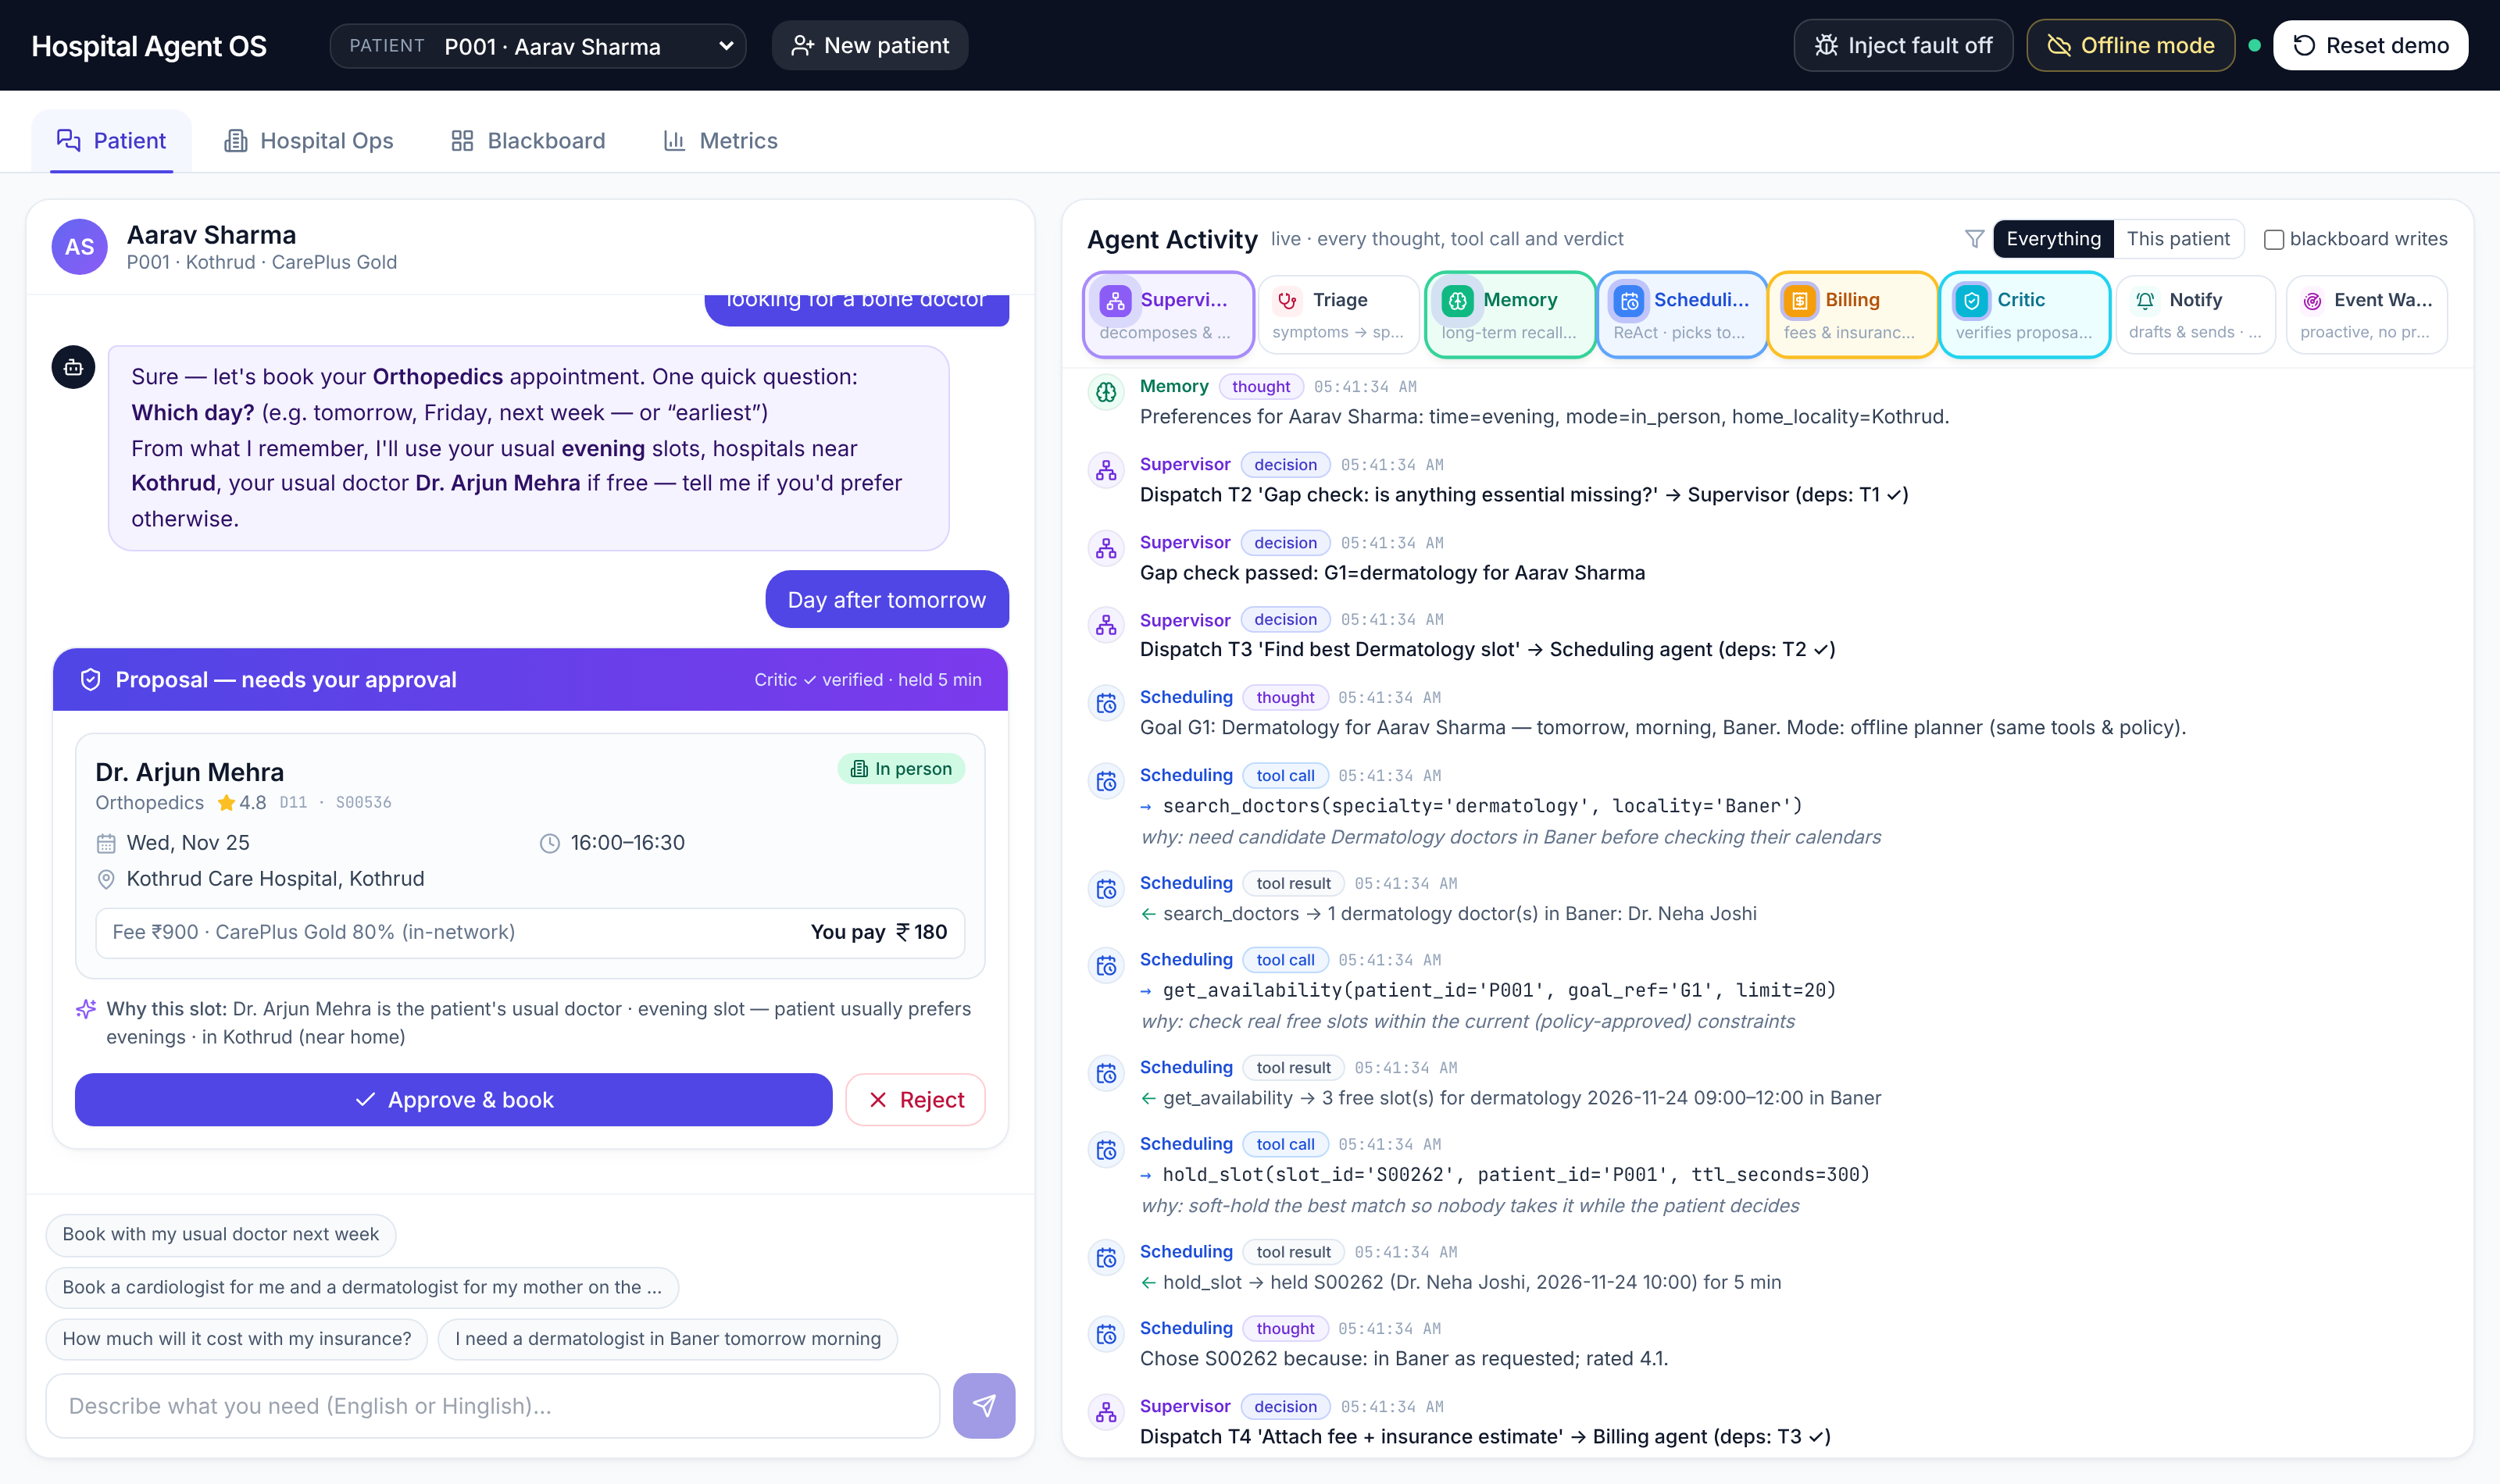 Hospital Agent OS
PATIENT P001 · Aarav Sharma
New patient
Inject fault off
Offline mode
Reset demo
Patient
Hospital Ops
Blackboard
Metrics
AS
Aarav Sharma
P001 · Kothrud · CarePlus Gold
looking for a bone doctor
Sure — let's book your Orthopedics appointment. One quick question:
Which day? (e.g. tomorrow, Friday, next week — or “earliest”)
From what I remember, I'll use your usual evening slots, hospitals near
Kothrud, your usual doctor Dr. Arjun Mehra if free — tell me if you'd prefer
otherwise.
Day after tomorrow
Proposal — needs your approval
Critic ✓ verified · held 5 min
Dr. Arjun Mehra
In person
Orthopedics 4.8 D11 · S00536
Wed, Nov 25
16:00–16:30
Kothrud Care Hospital, Kothrud
Fee ₹900 · CarePlus Gold 80% (in-network)
You pay ₹180
Why this slot: Dr. Arjun Mehra is the patient's usual doctor · evening slot — patient usually prefers
evenings · in Kothrud (near home)
Approve & book
Reject
Book with my usual doctor next week
Book a cardiologist for me and a dermatologist for my mother on the ...
How much will it cost with my insurance?
I need a dermatologist in Baner tomorrow morning
Describe what you need (English or Hinglish)...
Agent Activity
live · every thought, tool call and verdict
Everything
This patient
blackboard writes
Supervi...
decomposes & ...
Triage
symptoms → sp...
Memory
long-term recall...
Scheduli...
ReAct · picks to...
Billing
fees & insuranc...
Critic
verifies proposa...
Notify
drafts & sends · ...
Event Wa...
proactive, no pr...
Memory thought 05:41:34 AM
Preferences for Aarav Sharma: time=evening, mode=in_person, home_locality=Kothrud.
Supervisor decision 05:41:34 AM
Dispatch T2 'Gap check: is anything essential missing?' → Supervisor (deps: T1 ✓)
Supervisor decision 05:41:34 AM
Gap check passed: G1=dermatology for Aarav Sharma
Supervisor decision 05:41:34 AM
Dispatch T3 'Find best Dermatology slot' → Scheduling agent (deps: T2 ✓)
Scheduling thought 05:41:34 AM
Goal G1: Dermatology for Aarav Sharma — tomorrow, morning, Baner. Mode: offline planner (same tools & policy).
Scheduling tool call 05:41:34 AM
→ search_doctors(specialty='dermatology', locality='Baner')
why: need candidate Dermatology doctors in Baner before checking their calendars
Scheduling tool result 05:41:34 AM
← search_doctors → 1 dermatology doctor(s) in Baner: Dr. Neha Joshi
Scheduling tool call 05:41:34 AM
→ get_availability(patient_id='P001', goal_ref='G1', limit=20)
why: check real free slots within the current (policy-approved) constraints
Scheduling tool result 05:41:34 AM
← get_availability → 3 free slot(s) for dermatology 2026-11-24 09:00–12:00 in Baner
Scheduling tool call 05:41:34 AM
→ hold_slot(slot_id='S00262', patient_id='P001', ttl_seconds=300)
why: soft-hold the best match so nobody takes it while the patient decides
Scheduling tool result 05:41:34 AM
← hold_slot → held S00262 (Dr. Neha Joshi, 2026-11-24 10:00) for 5 min
Scheduling thought 05:41:34 AM
Chose S00262 because: in Baner as requested; rated 4.1.
Supervisor decision 05:41:34 AM
Dispatch T4 'Attach fee + insurance estimate' → Billing agent (deps: T3 ✓)